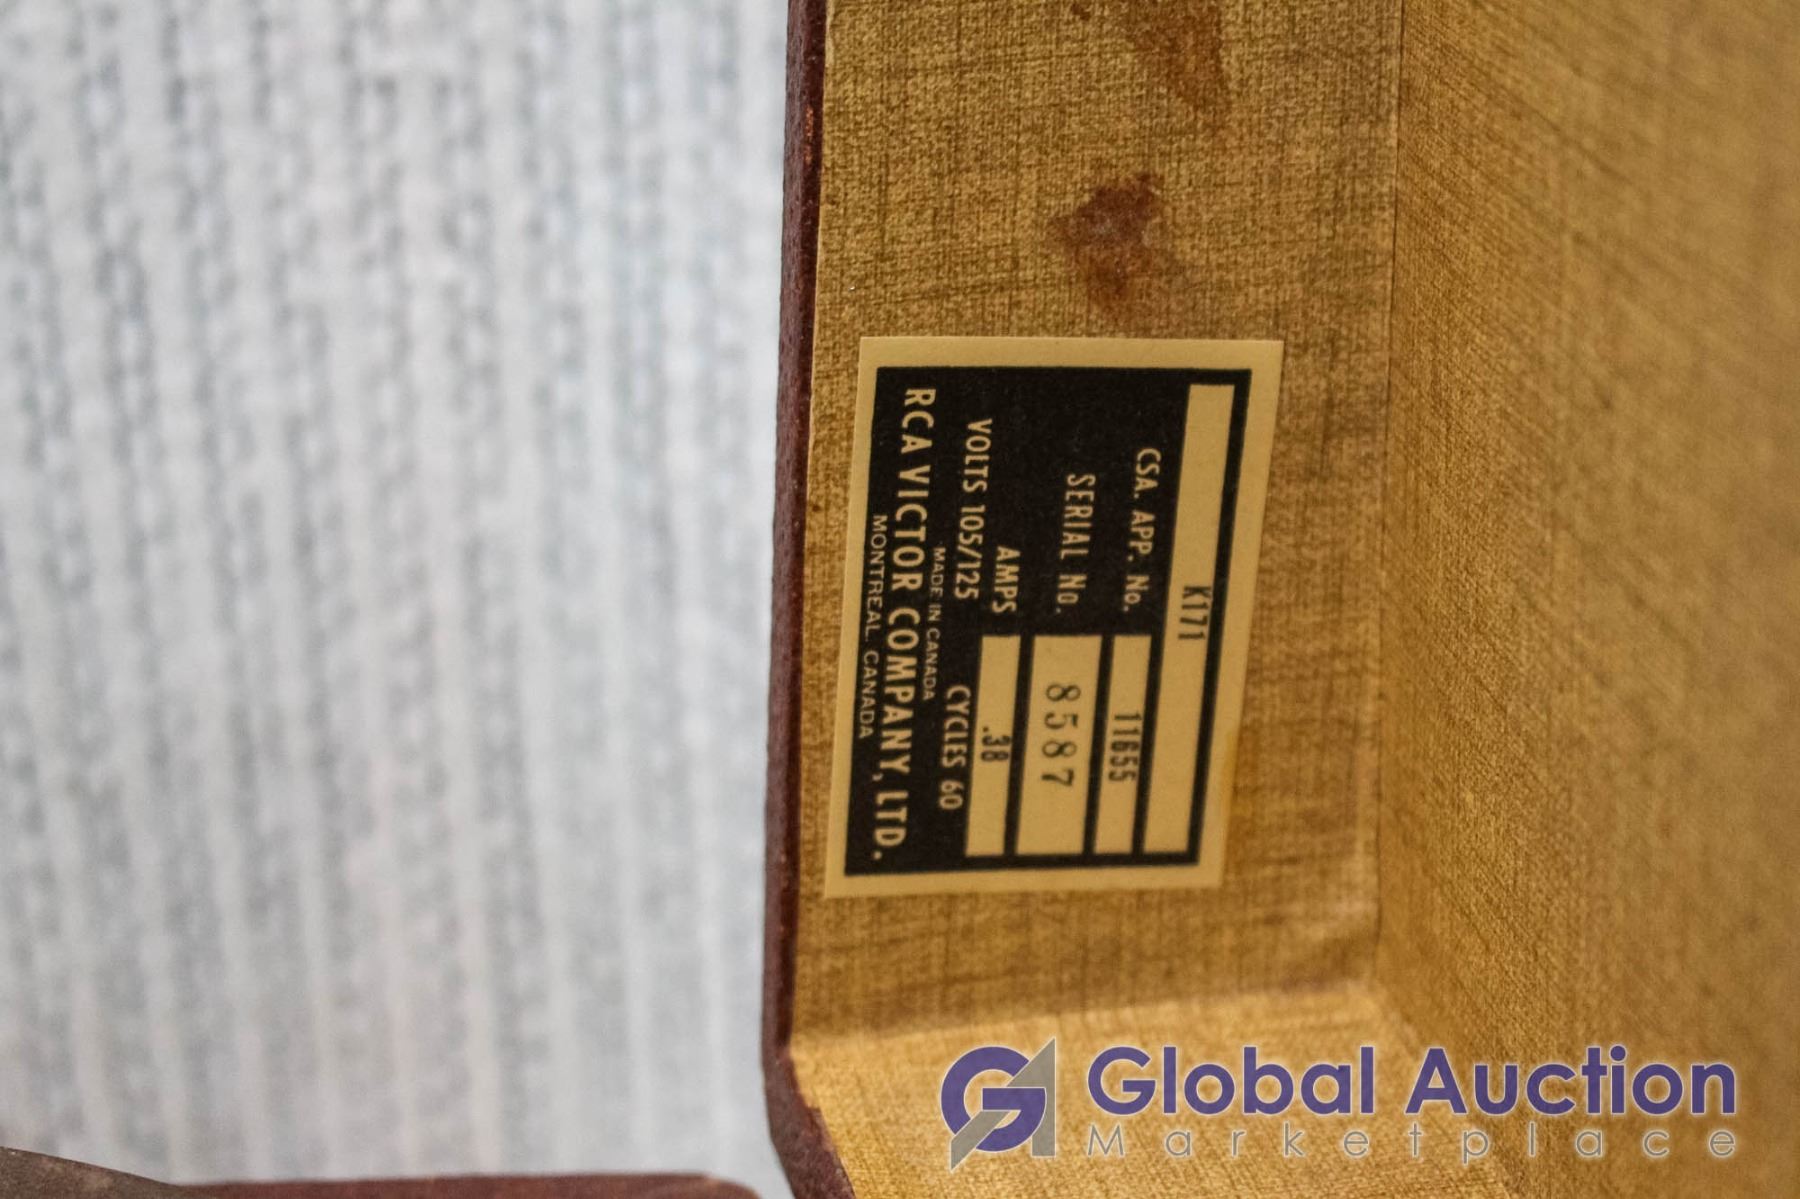 K171
CSA. APP. No. 11655
SERIAL No. 8587
AMPS .38
VOLTS 105/125 CYCLES 60
MADE IN CANADA
RCA VICTOR COMPANY, LTD.
MONTREAL, CANADA
Global Auction
Marketplace